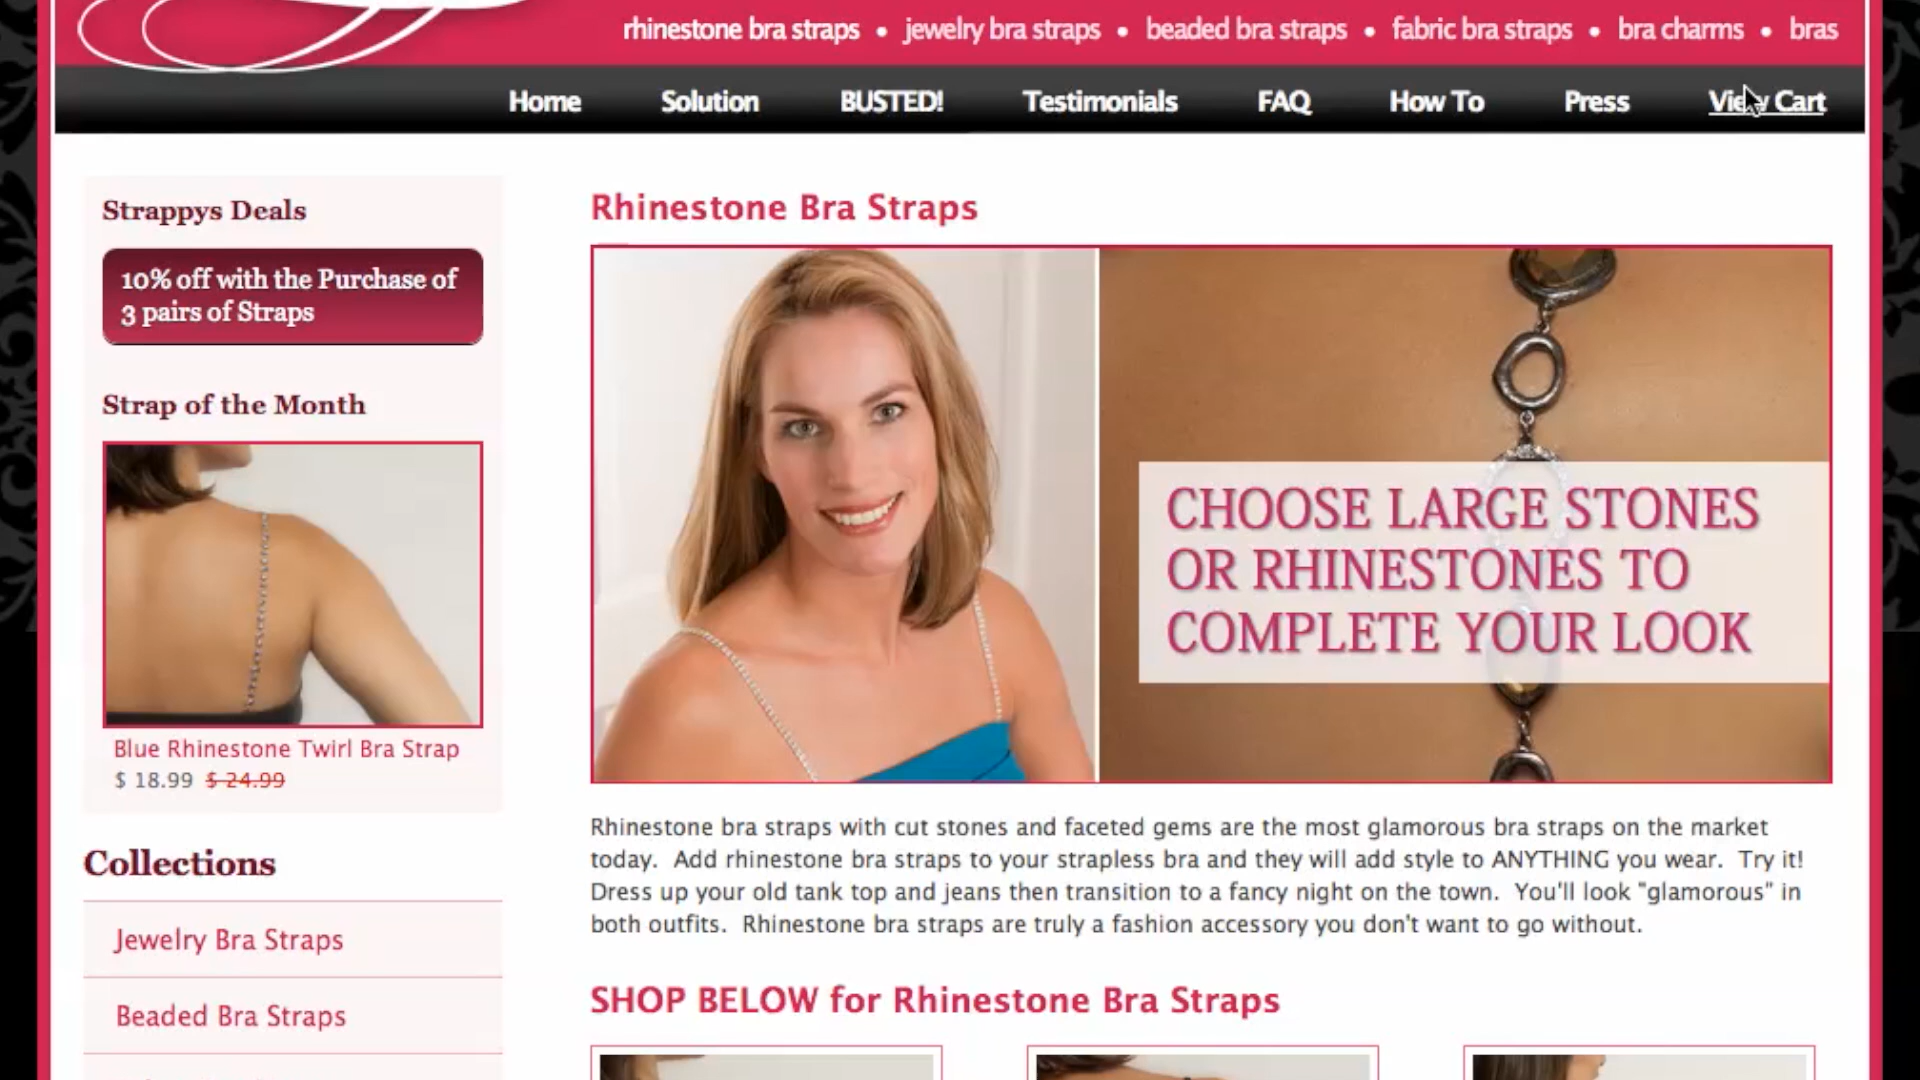 rhinestone bra straps • jewelry bra straps • beaded bra straps • fabric bra straps • bra charms • bras
Home Solution BUSTED! Testimonials FAQ How To Press View Cart
Strappys Deals
10% off with the Purchase of
3 pairs of Straps
Strap of the Month
Blue Rhinestone Twirl Bra Strap
$ 18.99 $ 24.99
Collections
Jewelry Bra Straps
Beaded Bra Straps
Rhinestone Bra Straps
CHOOSE LARGE STONES
OR RHINESTONES TO
COMPLETE YOUR LOOK
Rhinestone bra straps with cut stones and faceted gems are the most glamorous bra straps on the market
today. Add rhinestone bra straps to your strapless bra and they will add style to ANYTHING you wear. Try it!
Dress up your old tank top and jeans then transition to a fancy night on the town. You'll look "glamorous" in
both outfits. Rhinestone bra straps are truly a fashion accessory you don't want to go without.
SHOP BELOW for Rhinestone Bra Straps